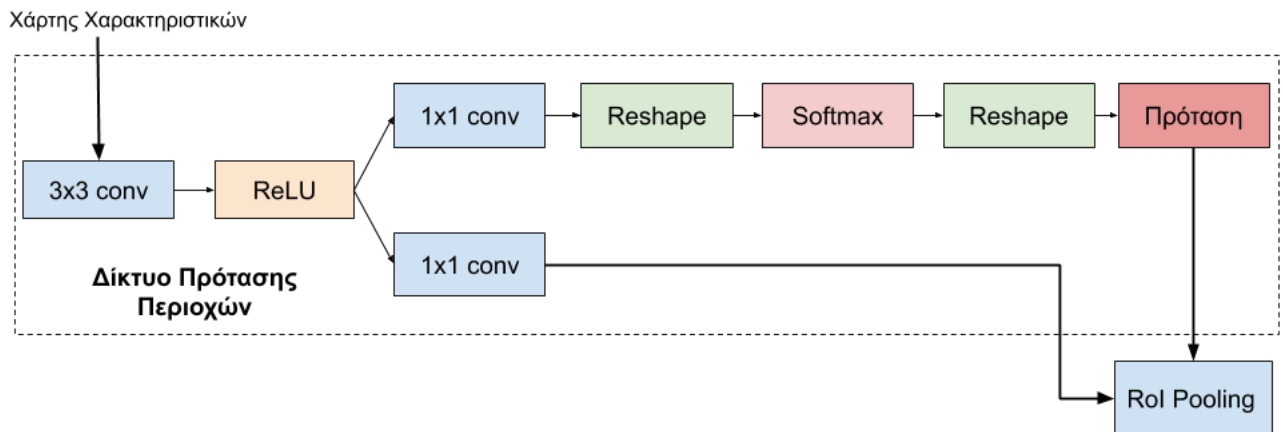 Χάρτης Χαρακτηριστικών
1x1 conv
Reshape
Softmax
Reshape
Πρόταση
3x3 conv
ReLU
1x1 conv
Δίκτυο Πρότασης
Περιοχών
RoI Pooling